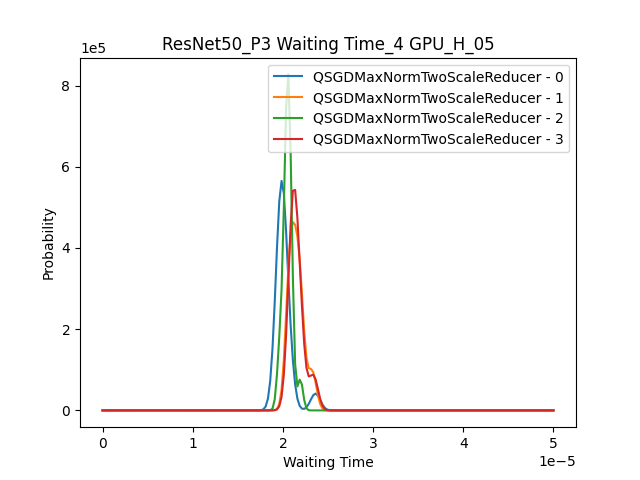 ResNet50_P3 Waiting Time_4 GPU_H_05
1e5
QSGDMaxNormTwoScaleReducer - 0
QSGDMaxNormTwoScaleReducer - 1
QSGDMaxNormTwoScaleReducer - 2
QSGDMaxNormTwoScaleReducer - 3
8
6
4
2
0
Probability
0 1 2 3 4 5
Waiting Time
1e−5